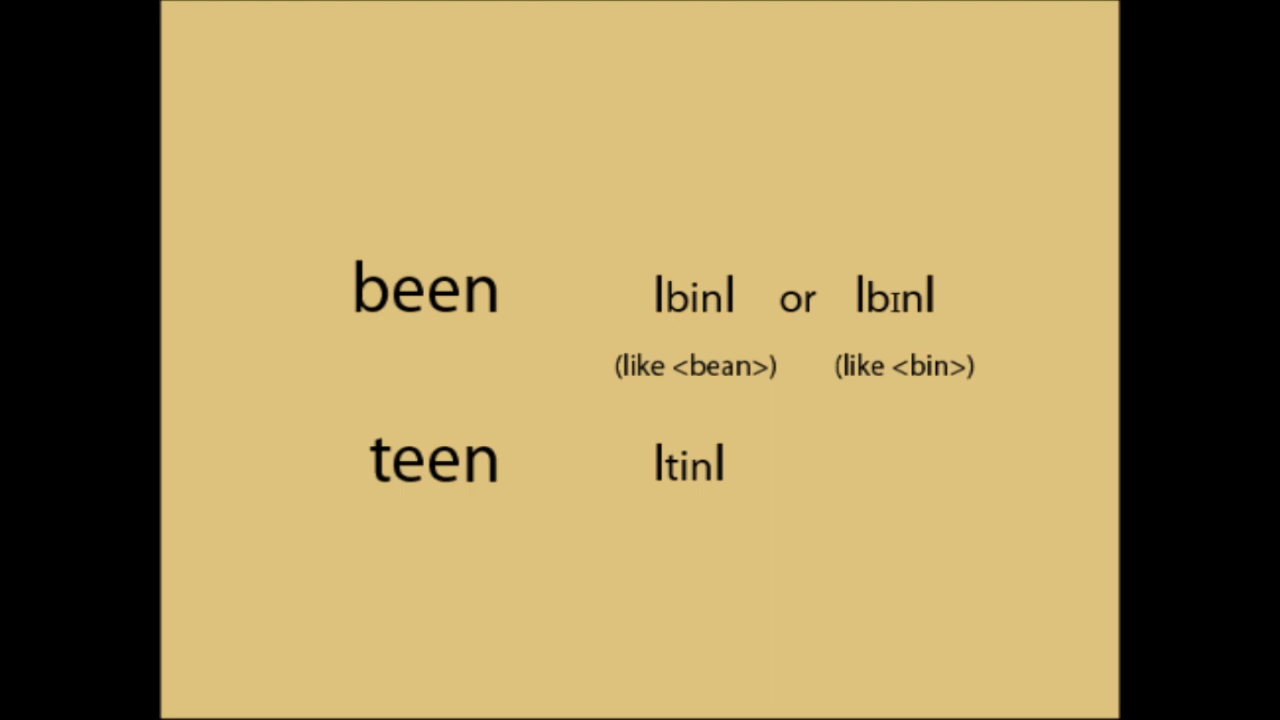 been |bin| or |bɪn|
(like <bean>) (like <bin>)
teen |tin|